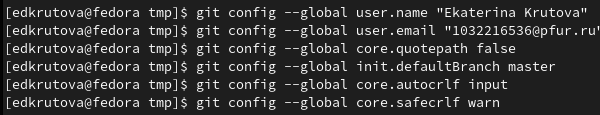 [edkrutova@fedora tmp]$ git config --global user.name "Ekaterina Krutova"
[edkrutova@fedora tmp]$ git config --global user.email "1032216536@pfur.ru"
[edkrutova@fedora tmp]$ git config --global core.quotepath false
[edkrutova@fedora tmp]$ git config --global init.defaultBranch master
[edkrutova@fedora tmp]$ git config --global core.autocrlf input
[edkrutova@fedora tmp]$ git config --global core.safecrlf warn